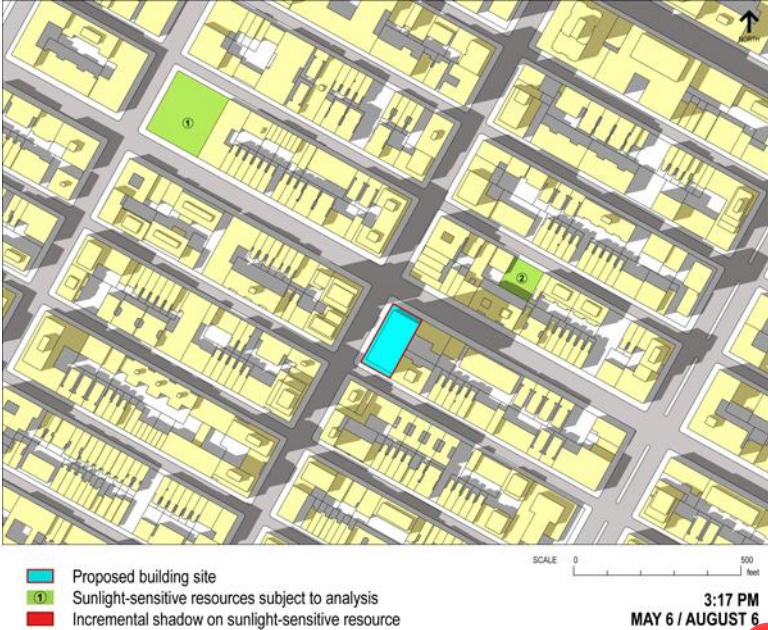 NORTH
①
②
SCALE 0 500
feet
Proposed building site
① Sunlight-sensitive resources subject to analysis
Incremental shadow on sunlight-sensitive resource
3:17 PM
MAY 6 / AUGUST 6